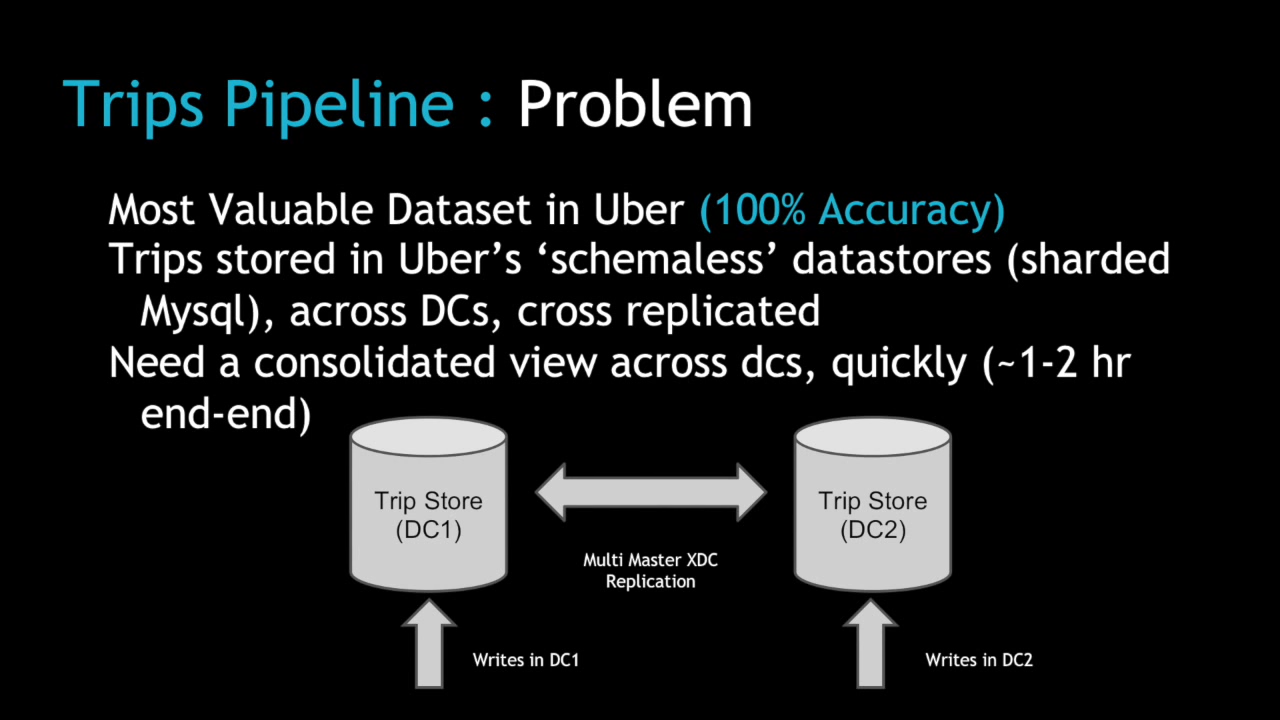 Trips Pipeline : Problem
Most Valuable Dataset in Uber (100% Accuracy)
Trips stored in Uber’s ‘schemaless’ datastores (sharded
Mysql), across DCs, cross replicated
Need a consolidated view across dcs, quickly (~1-2 hr
end-end)
Trip Store
(DC1)
Trip Store
(DC2)
Multi Master XDC
Replication
Writes in DC1
Writes in DC2